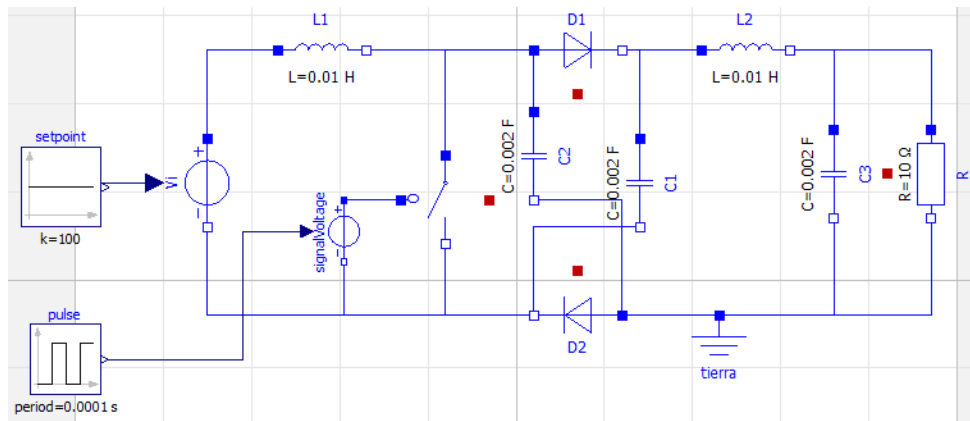 L1
D1
L2
L=0.01 H
L=0.01 H
setpoint
k=100
+
Vi
−
signalVoltage
+
−
C=0.002 F
C2
C=0.002 F
C1
C=0.002 F
C3
R=10 Ω
R
pulse
period=0.0001 s
D2
tierra